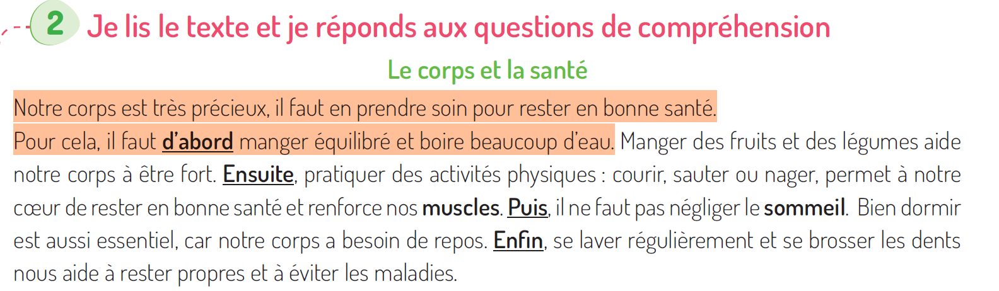 2 Je lis le texte et je réponds aux questions de compréhension
Le corps et la santé
Notre corps est très précieux, il faut en prendre soin pour rester en bonne santé.
Pour cela, il faut d'abord manger équilibré et boire beaucoup d'eau. Manger des fruits et des légumes aide
notre corps à être fort. Ensuite, pratiquer des activités physiques : courir, sauter ou nager, permet à notre
cœur de rester en bonne santé et renforce nos muscles. Puis, il ne faut pas négliger le sommeil. Bien dormir
est aussi essentiel, car notre corps a besoin de repos. Enfin, se laver régulièrement et se brosser les dents
nous aide à rester propres et à éviter les maladies.